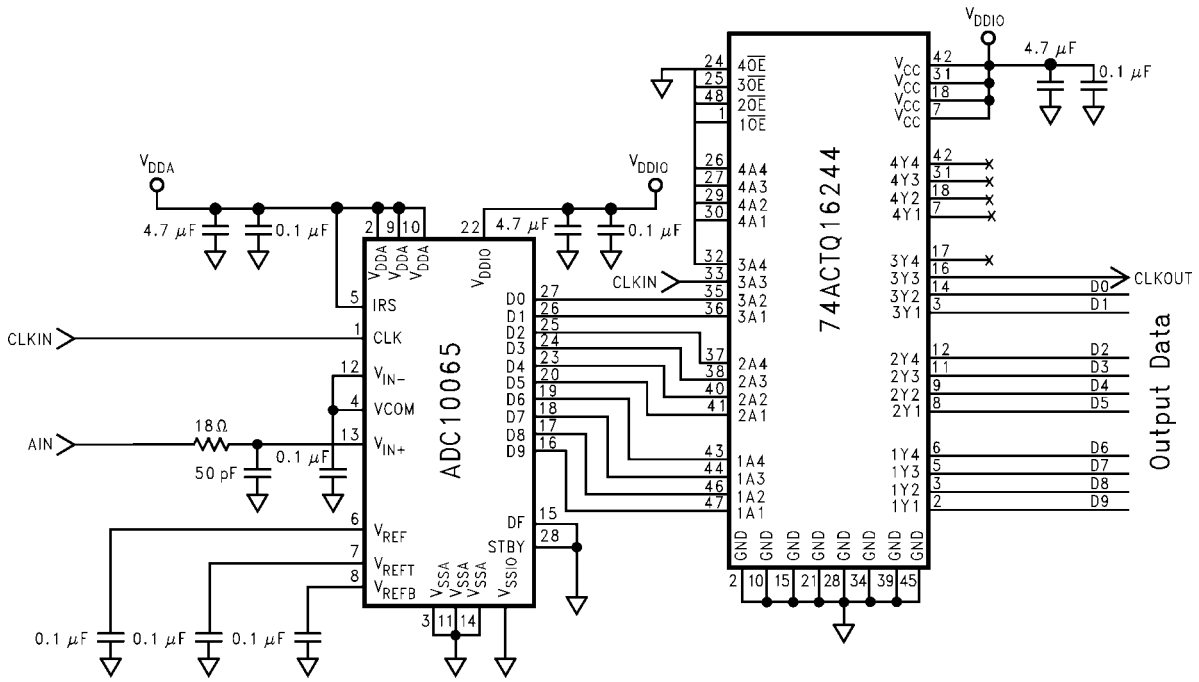 V_DDIO
4.7 μF
0.1 μF
24
25
48
1
4OE
3OE
2OE
1OE
V_CC
V_CC
V_CC
V_CC
42
31
18
7
74ACTQ16244
26
27
29
30
4A4
4A3
4A2
4A1
4Y4
4Y3
4Y2
4Y1
42
31
18
7
32
33
35
36
3A4
3A3
3A2
3A1
3Y4
3Y3
3Y2
3Y1
17
16
14
3
CLKIN
CLKOUT
D0
D1
37
38
40
41
2A4
2A3
2A2
2A1
2Y4
2Y3
2Y2
2Y1
12
11
9
8
D2
D3
D4
D5
43
44
46
47
1A4
1A3
1A2
1A1
1Y4
1Y3
1Y2
1Y1
6
5
3
2
D6
D7
D8
D9
Output Data
GND GND GND GND GND GND GND GND
2 10 15 21 28 34 39 45
V_DDA
4.7 μF
0.1 μF
V_DDIO
4.7 μF
0.1 μF
2 9 10
22
V_DDA V_DDA V_DDA
V_DDIO
ADC10065
5 IRS
CLKIN
1 CLK
12 V_IN-
4 VCOM
AIN
18Ω
50 pF
0.1 μF
13 V_IN+
6 V_REF
7 V_REFT
8 V_REFB
0.1 μF
0.1 μF
0.1 μF
D0 27
D1 26
D2 25
D3 24
D4 23
D5 20
D6 19
D7 18
D8 17
D9 16
DF 15
STBY 28
V_SSA V_SSA V_SSA
V_SSIO
3 11 14